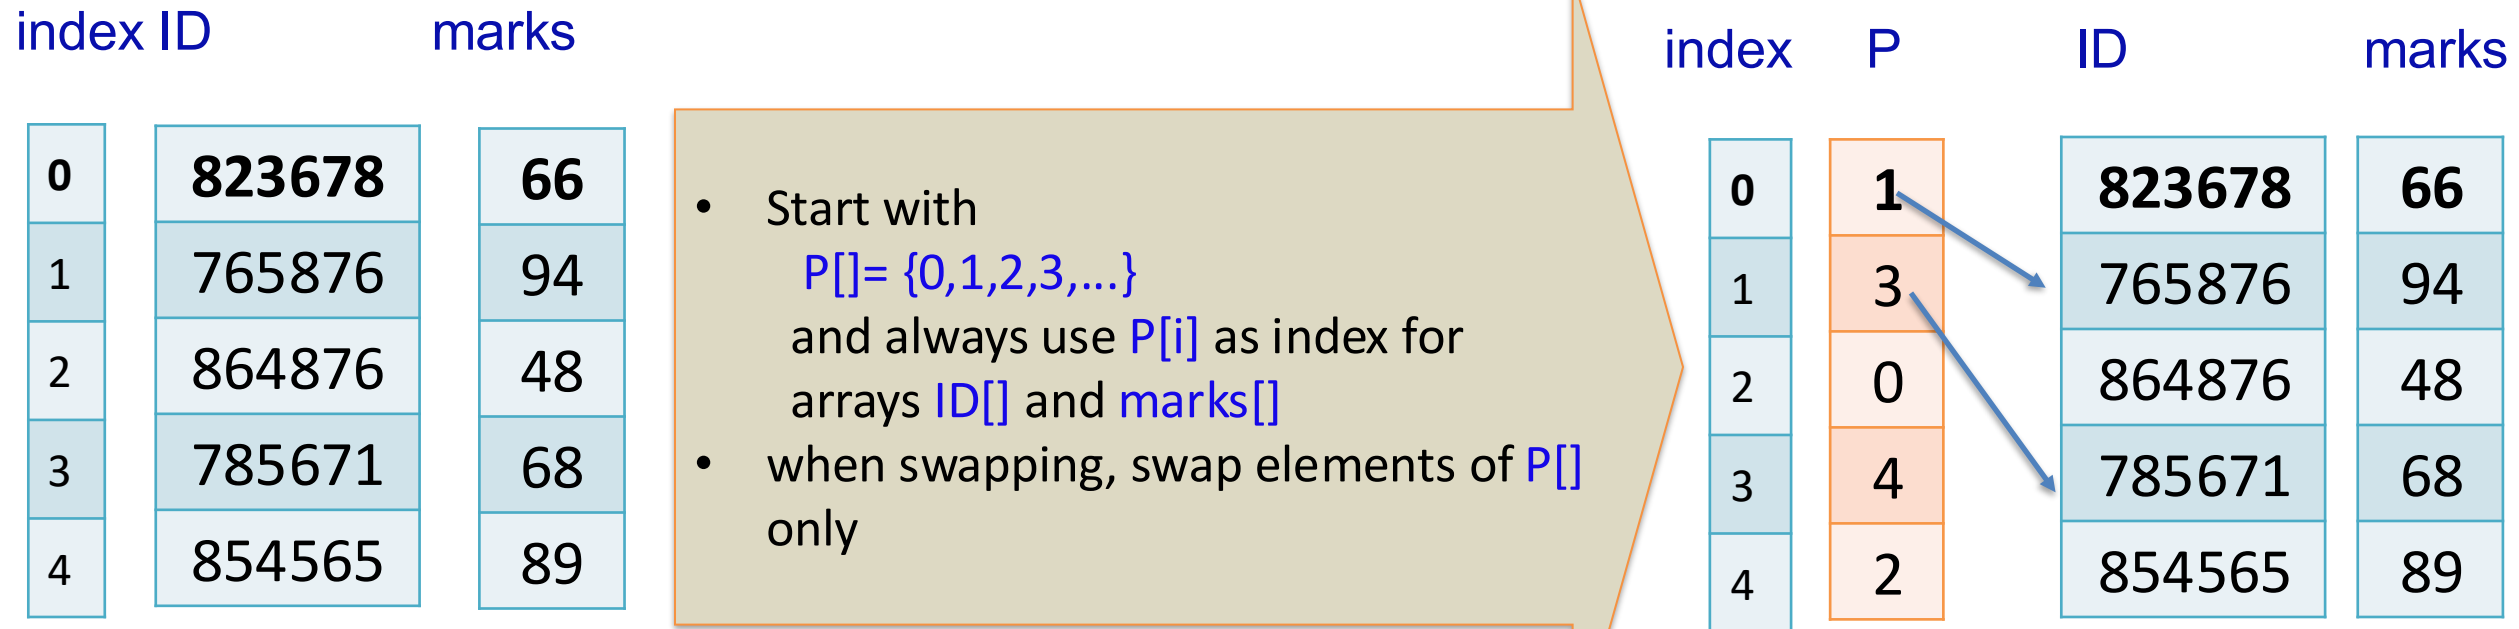 index ID marks
0 823678 66
1 765876 94
2 864876 48
3 785671 68
4 854565 89
• Start with
P[]= {0,1,2,3,...}
and always use P[i] as index for
arrays ID[] and marks[]
• when swapping, swap elements of P[]
only
index P ID marks
0 1 823678 66
1 3 765876 94
2 0 864876 48
3 4 785671 68
4 2 854565 89